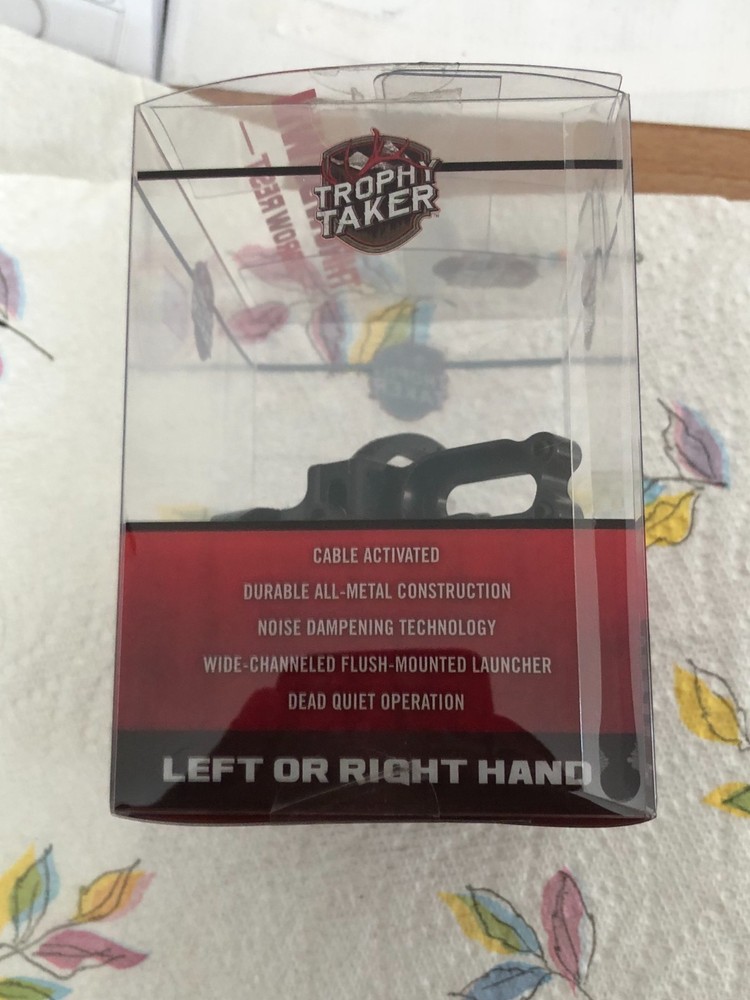 TROPHY
TAKER
CABLE ACTIVATED
DURABLE ALL-METAL CONSTRUCTION
NOISE DAMPENING TECHNOLOGY
WIDE-CHANNELED FLUSH-MOUNTED LAUNCHER
DEAD QUIET OPERATION
LEFT OR RIGHT HAND